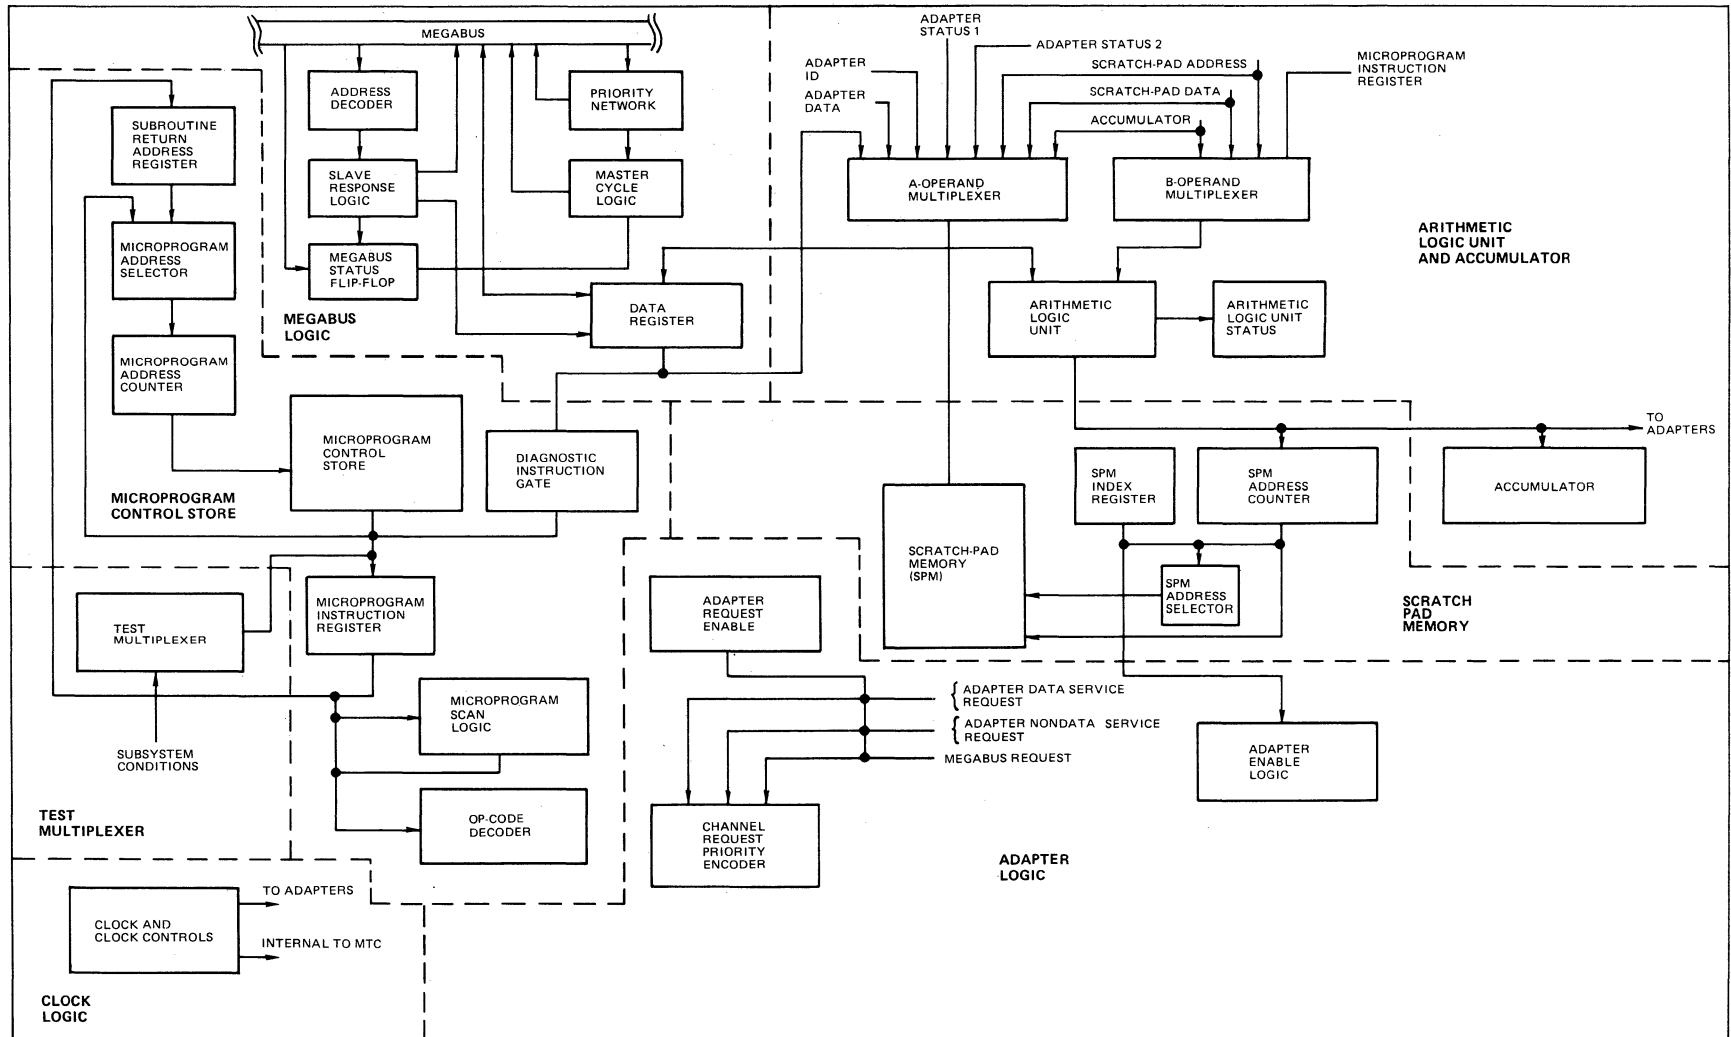 MEGABUS
ADAPTER
STATUS 1
ADAPTER STATUS 2
ADAPTER
ID
ADAPTER
DATA
SCRATCH-PAD ADDRESS
SCRATCH-PAD DATA
ACCUMULATOR
MICROPROGRAM
INSTRUCTION
REGISTER
SUBROUTINE
RETURN
ADDRESS
REGISTER
ADDRESS
DECODER
PRIORITY
NETWORK
SLAVE
RESPONSE
LOGIC
MASTER
CYCLE
LOGIC
A-OPERAND
MULTIPLEXER
B-OPERAND
MULTIPLEXER
MICROPROGRAM
ADDRESS
SELECTOR
MEGABUS
STATUS
FLIP-FLOP
ARITHMETIC
LOGIC UNIT
AND ACCUMULATOR
MEGABUS
LOGIC
DATA
REGISTER
ARITHMETIC
LOGIC
UNIT
ARITHMETIC
LOGIC UNIT
STATUS
MICROPROGRAM
ADDRESS
COUNTER
MICROPROGRAM
CONTROL
STORE
DIAGNOSTIC
INSTRUCTION
GATE
TO
ADAPTERS
SPM
INDEX
REGISTER
SPM
ADDRESS
COUNTER
ACCUMULATOR
MICROPROGRAM
CONTROL STORE
SCRATCH-PAD
MEMORY
(SPM)
SPM
ADDRESS
SELECTOR
SCRATCH
PAD
MEMORY
TEST
MULTIPLEXER
MICROPROGRAM
INSTRUCTION
REGISTER
ADAPTER
REQUEST
ENABLE
SUBSYSTEM
CONDITIONS
MICROPROGRAM
SCAN
LOGIC
ADAPTER DATA SERVICE
REQUEST
ADAPTER NONDATA SERVICE
REQUEST
MEGABUS REQUEST
ADAPTER
ENABLE
LOGIC
TEST
MULTIPLEXER
OP-CODE
DECODER
CHANNEL
REQUEST
PRIORITY
ENCODER
ADAPTER
LOGIC
CLOCK AND
CLOCK CONTROLS
TO ADAPTERS
INTERNAL TO MTC
CLOCK
LOGIC